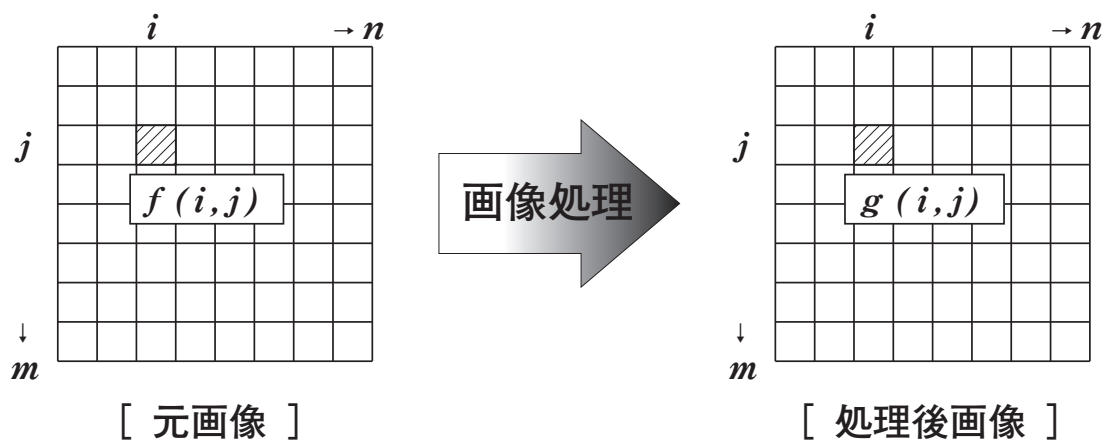 i → n i → n
j j
f (i,j) 画像処理 g (i,j)
↓ ↓
m m
[ 元画像 ] [ 処理後画像 ]